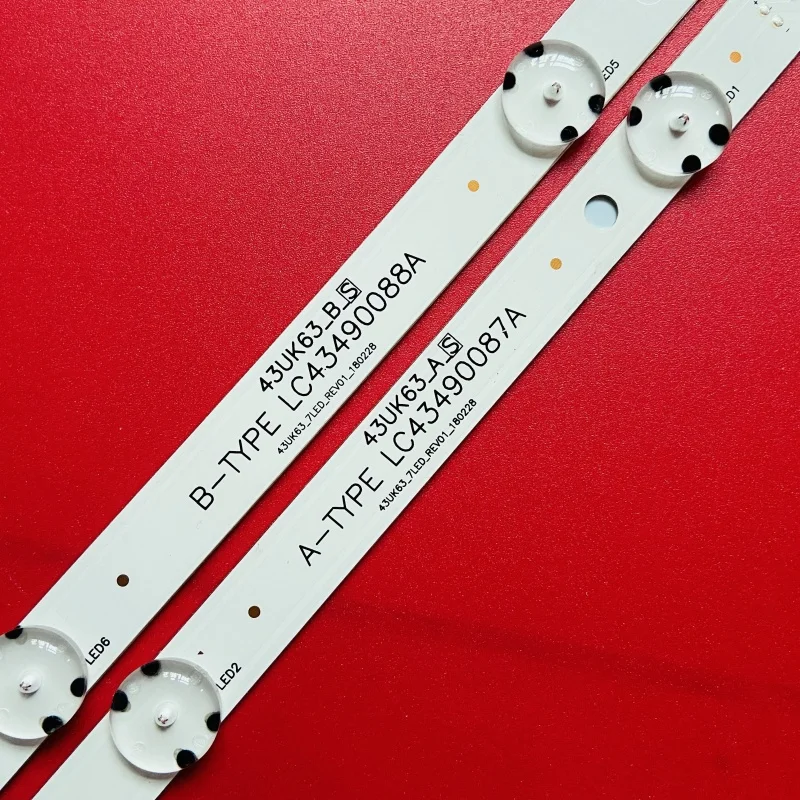 LED5
43UK63_B_S
B-TYPE LC43490088A
43UK63_7LED_REV01_180228
LED6
LED1
43UK63_A_S
A-TYPE LC43490087A
43UK63_7LED_REV01_180228
LED2